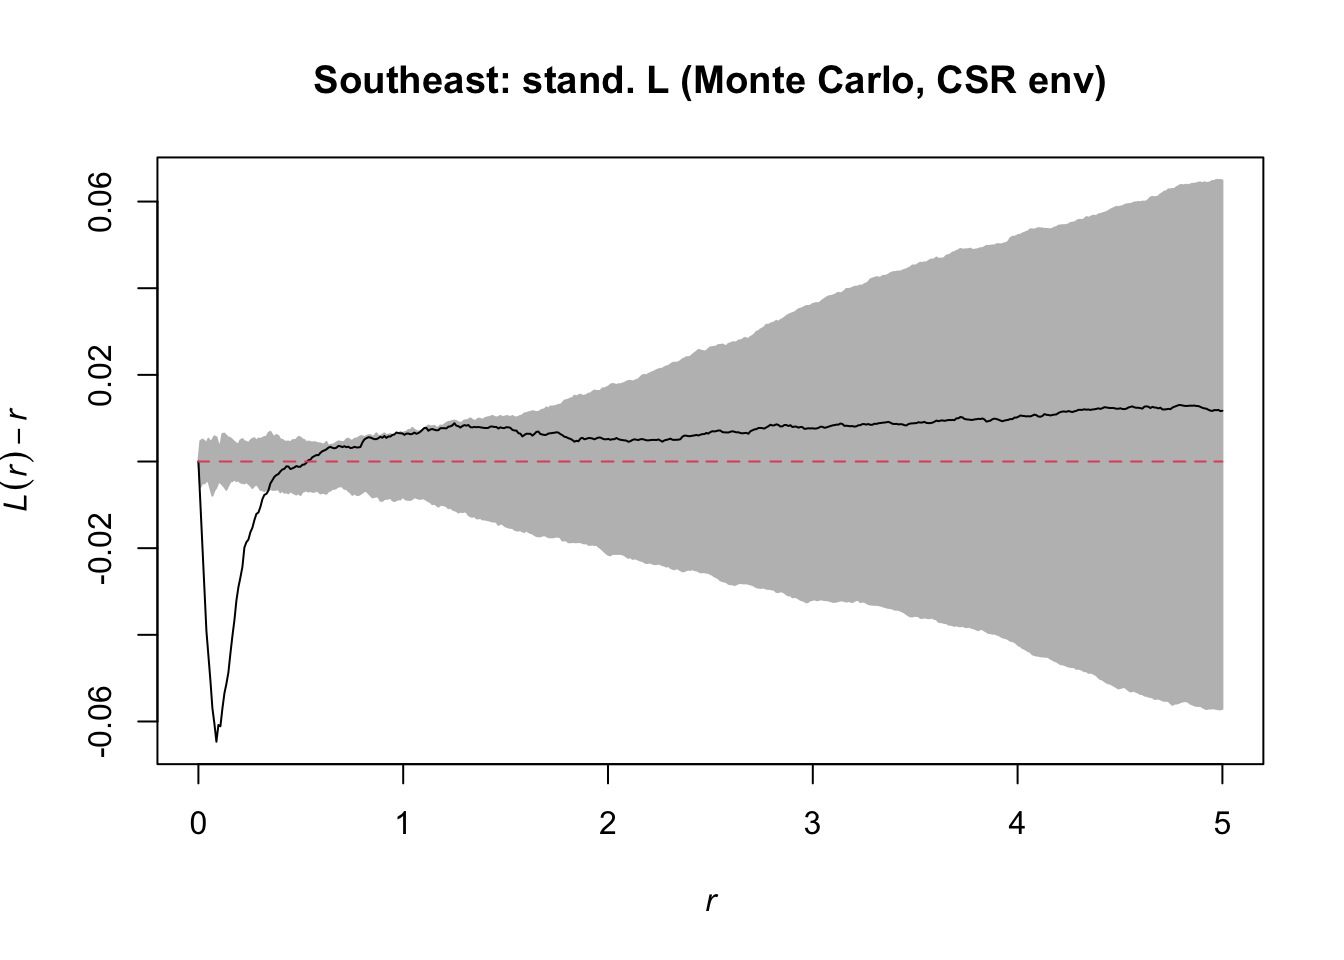 Southeast: stand. L (Monte Carlo, CSR env)
0.06
0.02
-0.02
-0.06
L(r) − r
0 1 2 3 4 5
r